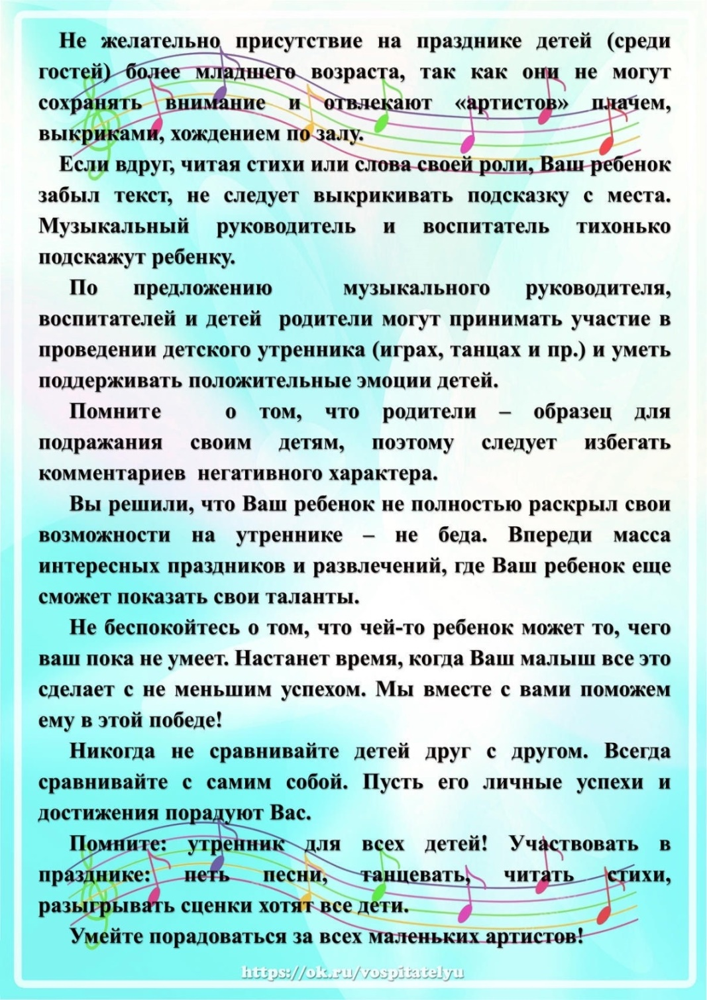 Не желательно присутствие на празднике детей (среди
гостей) более младшего возраста, так как они не могут
сохранять внимание и отвлекают «артистов» плачем,
выкриками, хождением по залу.
Если вдруг, читая стихи или слова своей роли, Ваш ребенок
забыл текст, не следует выкрикивать подсказку с места.
Музыкальный руководитель и воспитатель тихонько
подскажут ребенку.
По предложению музыкального руководителя,
воспитателей и детей родители могут принимать участие в
проведении детского утренника (играх, танцах и пр.) и уметь
поддерживать положительные эмоции детей.
Помните о том, что родители – образец для
подражания своим детям, поэтому следует избегать
комментариев негативного характера.
Вы решили, что Ваш ребенок не полностью раскрыл свои
возможности на утреннике – не беда. Впереди масса
интересных праздников и развлечений, где Ваш ребенок еще
сможет показать свои таланты.
Не беспокойтесь о том, что чей-то ребенок может то, чего
ваш пока не умеет. Настанет время, когда Ваш малыш все это
сделает с не меньшим успехом. Мы вместе с вами поможем
ему в этой победе!
Никогда не сравнивайте детей друг с другом. Всегда
сравнивайте с самим собой. Пусть его личные успехи и
достижения порадуют Вас.
Помните: утренник для всех детей! Участвовать в
празднике: петь песни, танцевать, читать стихи,
разыгрывать сценки хотят все дети.
Умейте порадоваться за всех маленьких артистов!
https://ok.ru/vospitatelyu